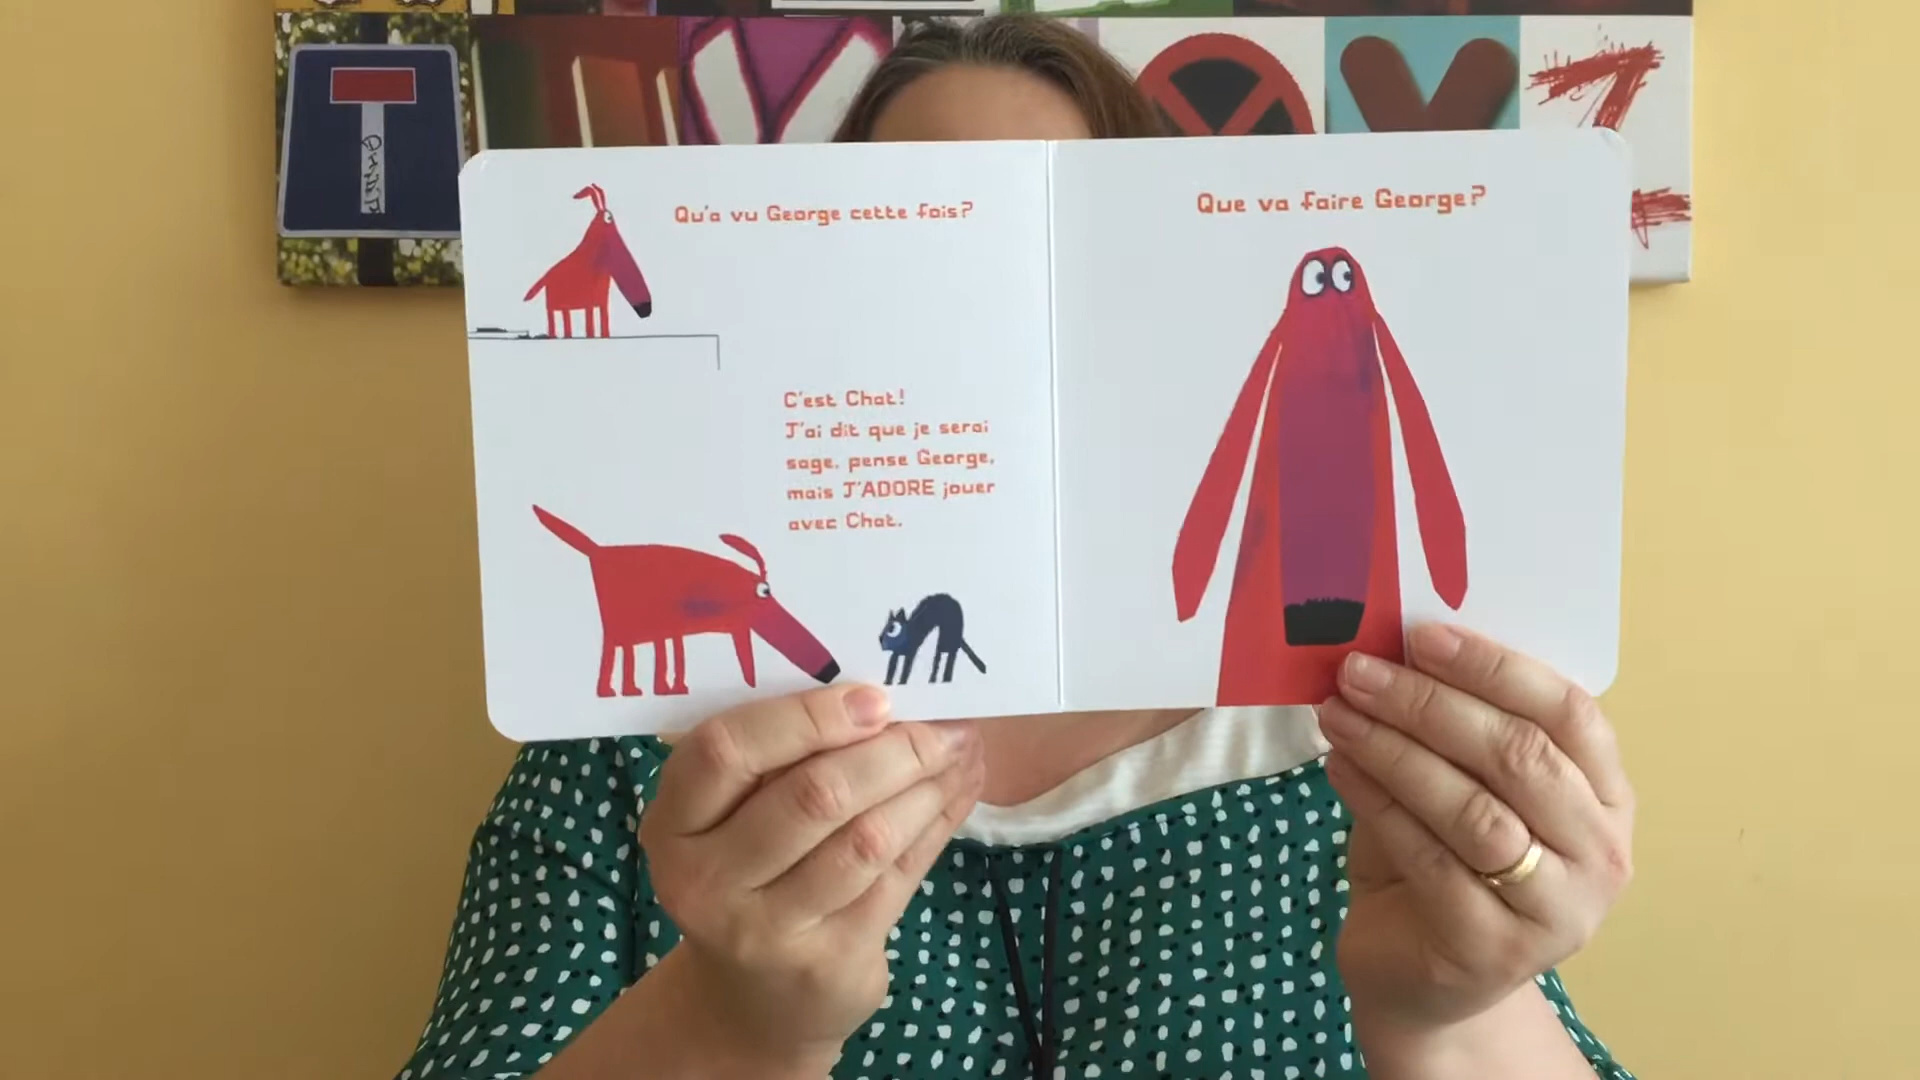 T
Y
X
Y
7
Qu'a vu George cette fois?
C'est Chat!
J'ai dit que je serai
sage, pense George,
mais J'ADORE jouer
avec Chat.
Que va faire George?